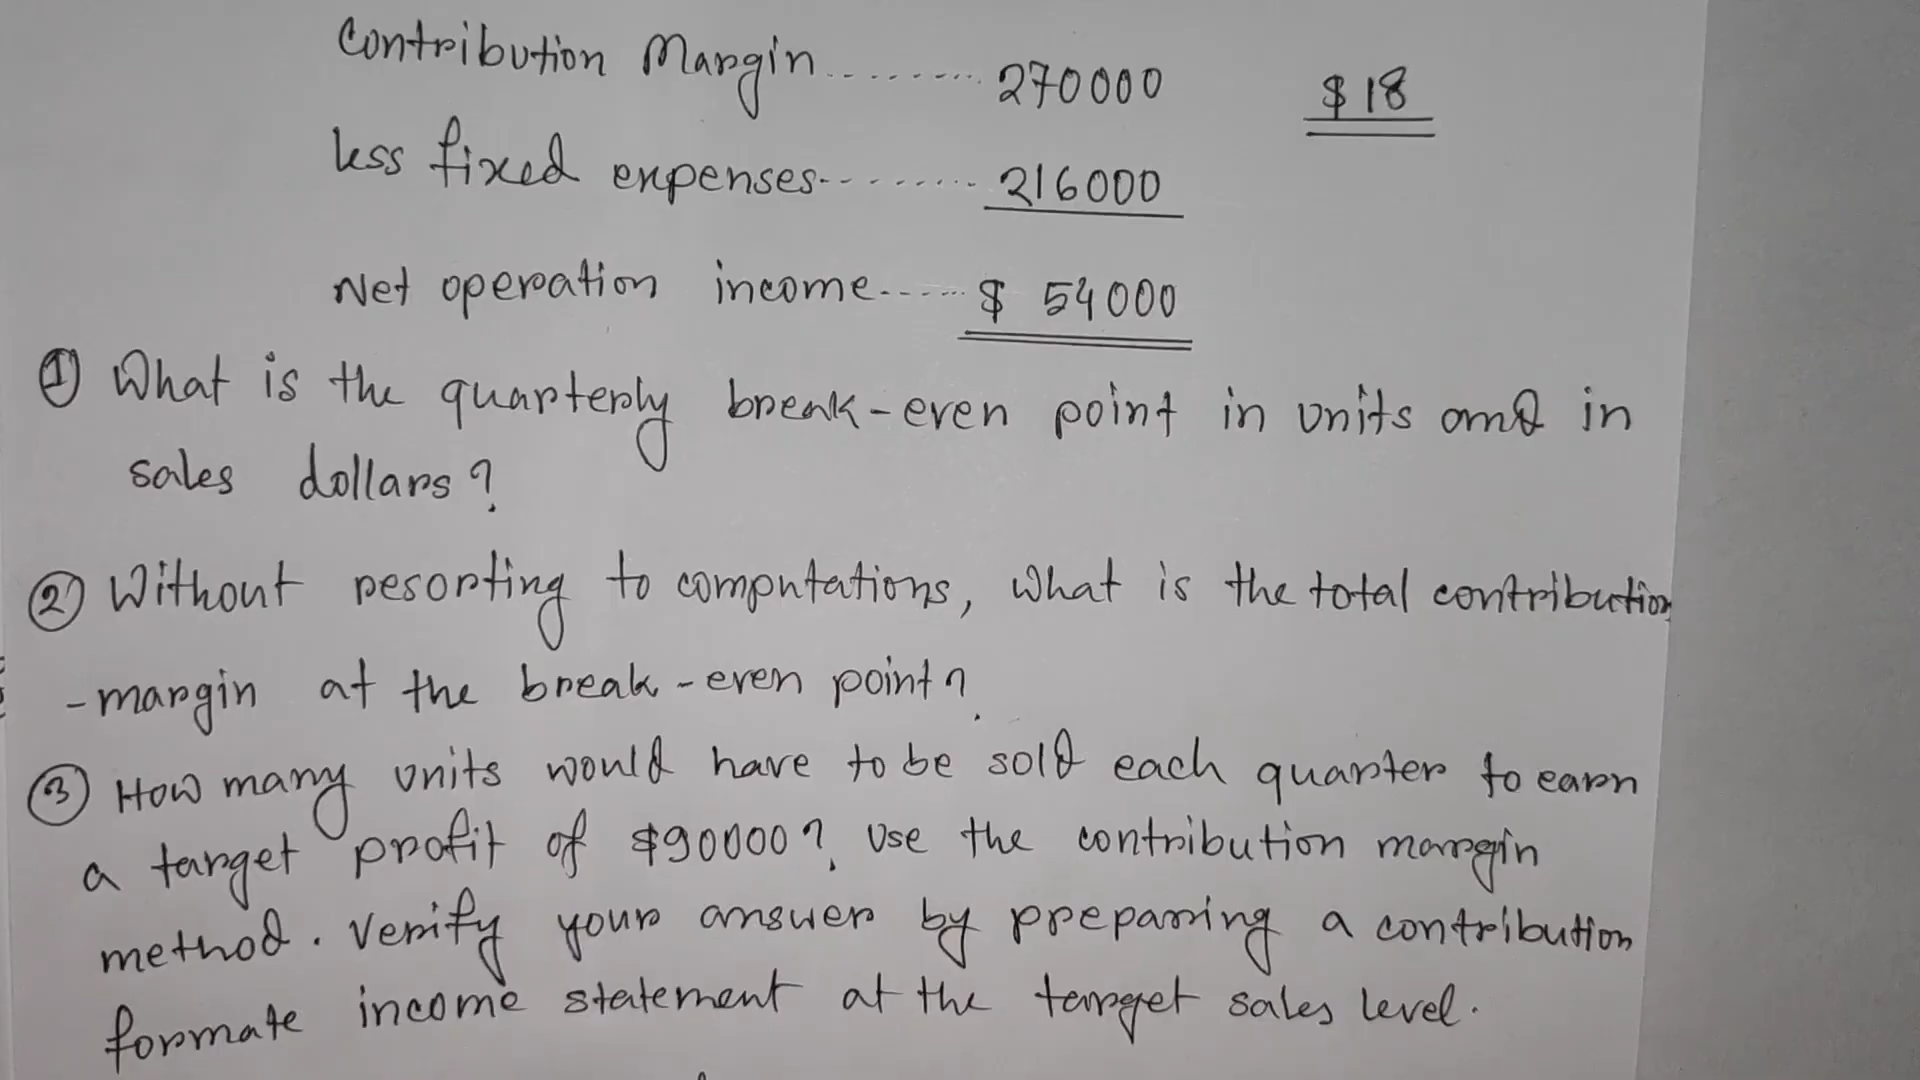 Contribution Margin.......... 270000 $ 18
less fixed expenses.......... 216000
Net operation income....... $ 54000
① What is the quarterly break-even point in units and in
sales dollars?
② Without resorting to computations, what is the total contribution
-margin at the break-even point?
③ How many units would have to be sold each quarter to earn
a target profit of $90000? Use the contribution margin
method. Verify your answer by preparing a contribution
formate income statement at the target sales level.